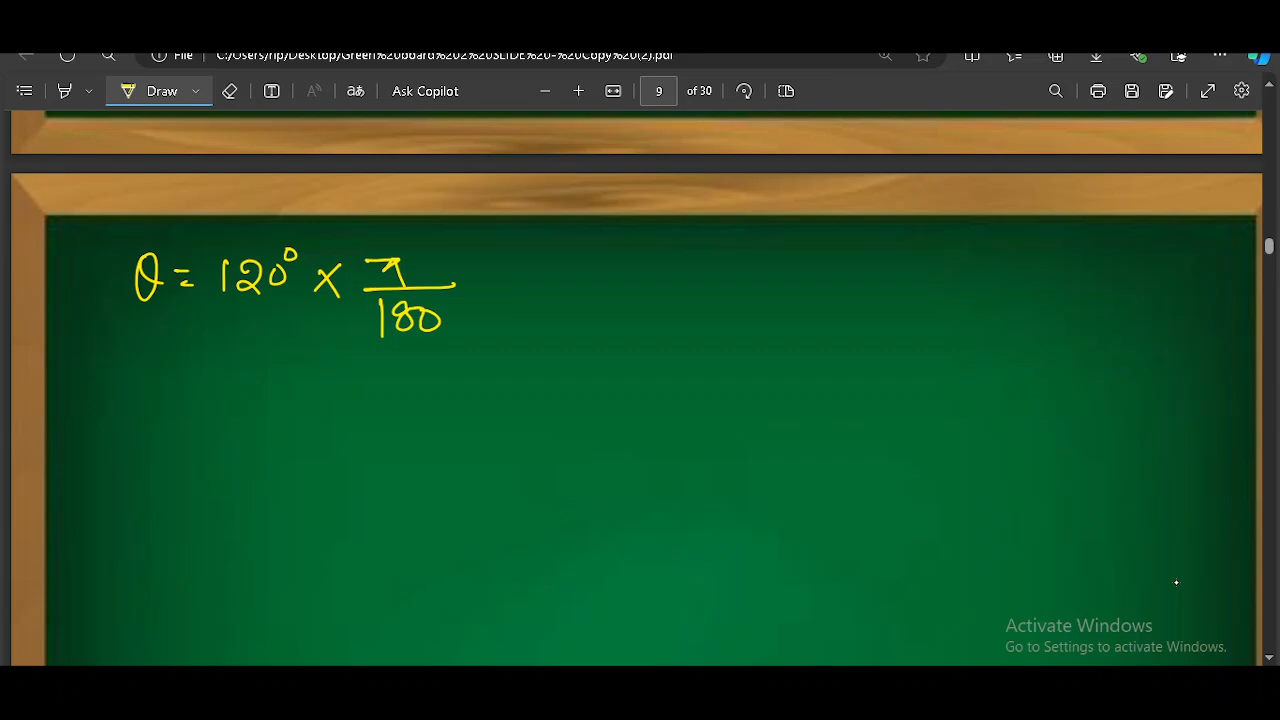 File C:/Users/hp/Desktop/Green%20board%202%20SLIDE%20-%20Copy%20(2).pdf
Draw Ask Copilot 9 of 30
θ = 120° × π/180
Activate Windows
Go to Settings to activate Windows.